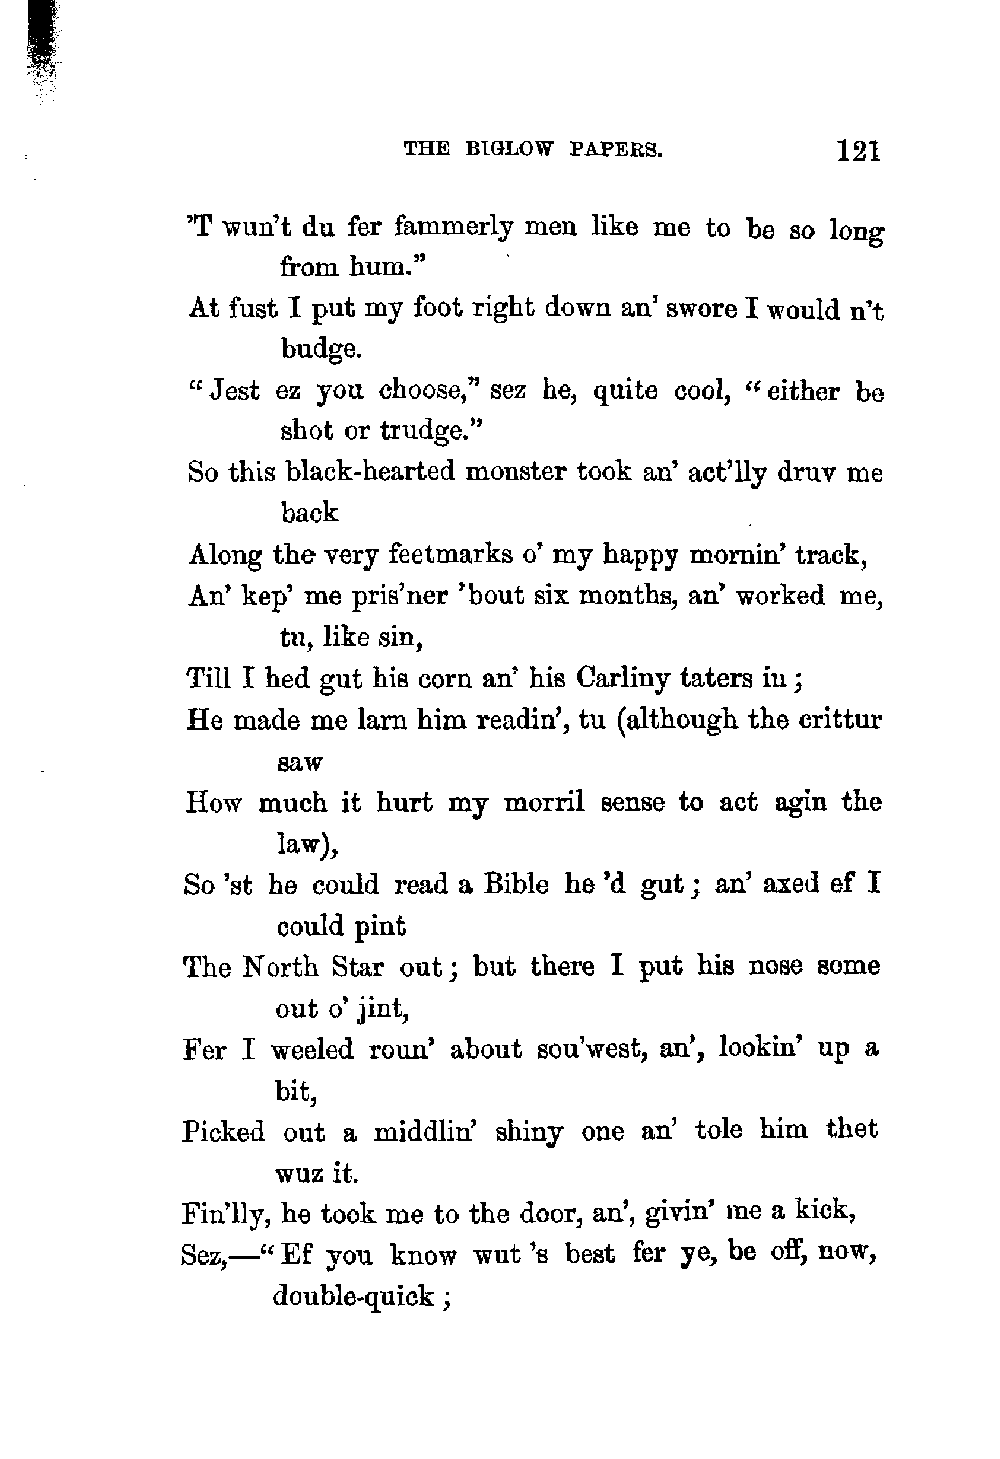 THE BIGLOW PAPERS. 121
’T wun’t du fer fammerly men like me to be so long
from hum.”
At fust I put my foot right down an’ swore I would n’t
budge.
“Jest ez you choose,” sez he, quite cool, “either be
shot or trudge.”
So this black-hearted monster took an’ act’lly druv me
back
Along the very feetmarks o’ my happy mornin’ track,
An’ kep’ me pris’ner ’bout six months, an’ worked me,
tu, like sin,
Till I hed gut his corn an’ his Carliny taters in;
He made me larn him readin’, tu (although the crittur
saw
How much it hurt my morril sense to act agin the
law),
So ’st he could read a Bible he ’d gut; an’ axed ef I
could pint
The North Star out; but there I put his nose some
out o’ jint,
Fer I weeled roun’ about sou’west, an’, lookin’ up a
bit,
Picked out a middlin’ shiny one an’ tole him thet
wuz it.
Fin’lly, he took me to the door, an’, givin’ me a kick,
Sez,—“Ef you know wut ’s best fer ye, be off, now,
double-quick;